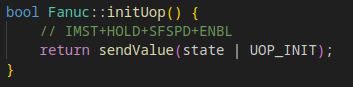 bool Fanuc::initUop() {
    // IMST+HOLD+SFSPD+ENBL
    return sendValue(state | UOP_INIT);
}